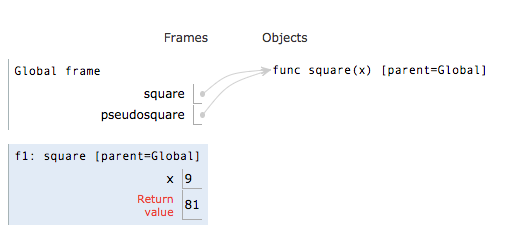 Frames Objects
Global frame
func square(x) [parent=Global]
square
pseudosquare
f1: square [parent=Global]
x 9
Return
value 81